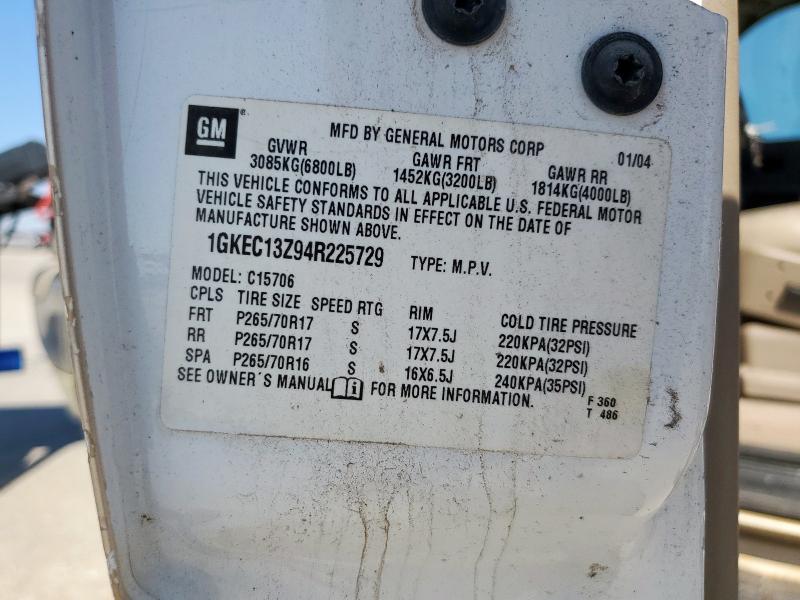 GM ® MFD BY GENERAL MOTORS CORP 01/04
GVWR GAWR FRT GAWR RR
3085KG(6800LB) 1452KG(3200LB) 1814KG(4000LB)
THIS VEHICLE CONFORMS TO ALL APPLICABLE U.S. FEDERAL MOTOR
VEHICLE SAFETY STANDARDS IN EFFECT ON THE DATE OF
MANUFACTURE SHOWN ABOVE.
1GKEC13Z94R225729 TYPE: M.P.V.
MODEL: C15706
CPLS TIRE SIZE SPEED RTG RIM COLD TIRE PRESSURE
FRT P265/70R17 S 17X7.5J 220KPA(32PSI)
RR P265/70R17 S 17X7.5J 220KPA(32PSI)
SPA P265/70R16 S 16X6.5J 240KPA(35PSI)
SEE OWNER´S MANUAL i FOR MORE INFORMATION.
F 360
T 486